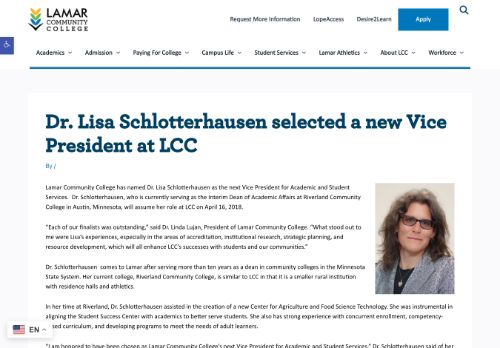 LAMAR
COMMUNITY
COLLEGE
Request More Information LopeAccess Desire2Learn Apply
Academics Admission Paying For College Campus Life Student Services Lamar Athletics About LCC Workforce
Dr. Lisa Schlotterhausen selected a new Vice
President at LCC
By /
Lamar Community College has named Dr. Lisa Schlotterhausen as the next Vice President for Academic and Student
Services. Dr. Schlotterhausen, who is currently serving as the interim Dean of Academic Affairs at Riverland Community
College in Austin, Minnesota, will assume her role at LCC on April 16, 2018.
"Each of our finalists was outstanding," said Dr. Linda Lujan, President of Lamar Community College. "What stood out to
me were Lisa's experiences, especially in the areas of accreditation, institutional research, strategic planning, and
resource development, which will all enhance LCC's successes with students and our communities."
Dr. Schlotterhausen comes to Lamar after serving more than ten years as a dean in community colleges in the Minnesota
State System. Her current college, Riverland Community College, is similar to LCC in that it is a smaller rural institution
with residence halls and athletics.
In her time at Riverland, Dr. Schlotterhausen assisted in the creation of a new Center for Agriculture and Food Science Technology. She was instrumental in
aligning the Student Success Center with academics to better serve students. She also has strong experience with concurrent enrollment, competency-
based curriculum, and developing programs to meet the needs of adult learners.
EN
"I am honored to have been chosen as Lamar Community College's next Vice President for Academic and Student Services," Dr. Schlotterhausen said of her